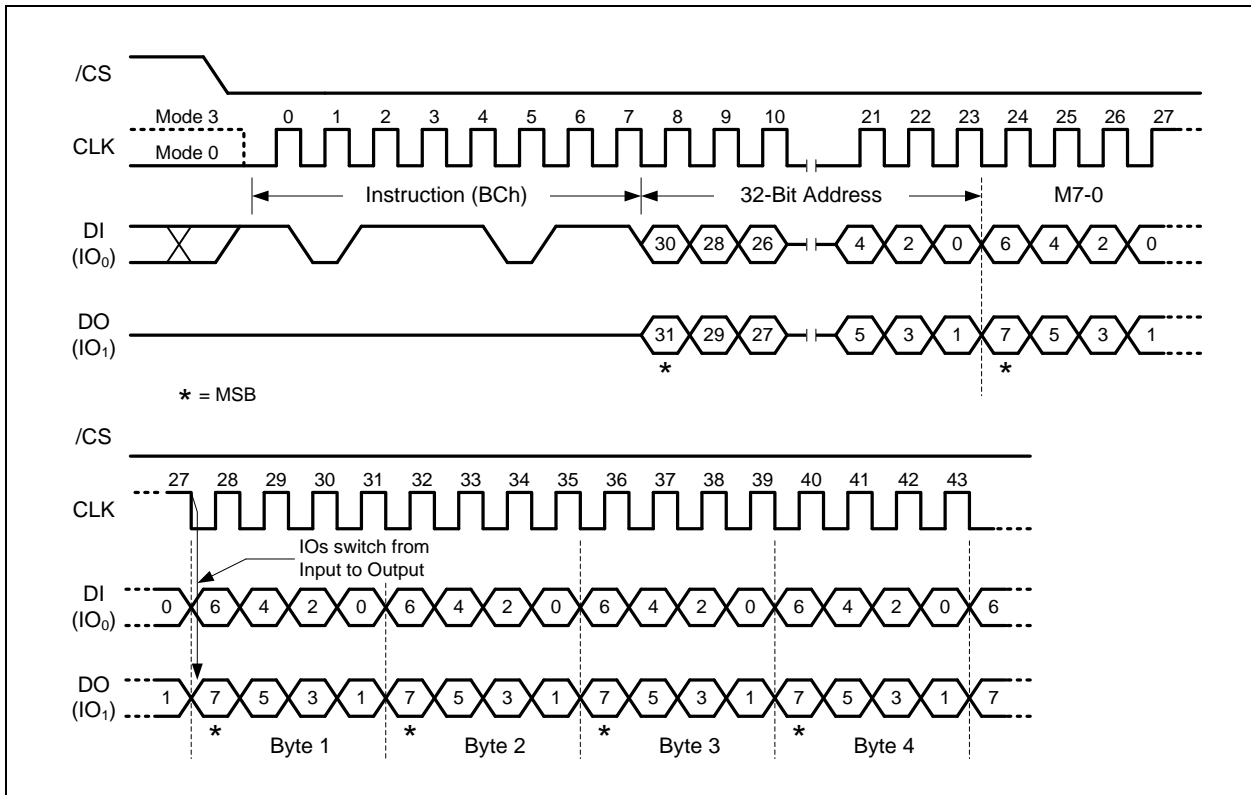 /CS
Mode 3 0 1 2 3 4 5 6 7 8 9 10 21 22 23 24 25 26 27
CLK
Mode 0
Instruction (BCh) 32-Bit Address M7-0
DI
(IO₀) 30 28 26 4 2 0 6 4 2 0
DO
(IO₁) 31 29 27 5 3 1 7 5 3 1
* *
* = MSB
/CS
27 28 29 30 31 32 33 34 35 36 37 38 39 40 41 42 43
CLK
IOs switch from
Input to Output
DI
(IO₀) 0 6 4 2 0 6 4 2 0 6 4 2 0 6 4 2 0 6
DO
(IO₁) 1 7 5 3 1 7 5 3 1 7 5 3 1 7 5 3 1 7
* * * *
Byte 1 Byte 2 Byte 3 Byte 4